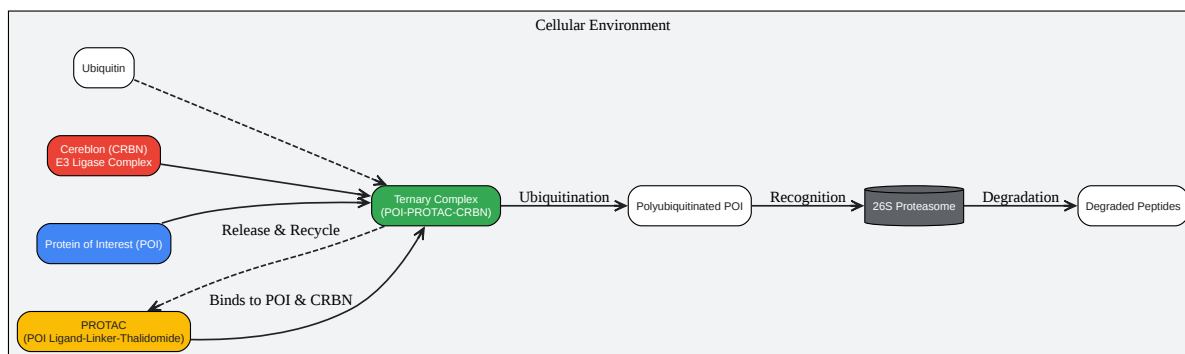 Cellular Environment
Ubiquitin
Cereblon (CRBN)
E3 Ligase Complex
Protein of Interest (POI)
PROTAC
(POI Ligand-Linker-Thalidomide)
Release & Recycle
Binds to POI & CRBN
Ternary Complex
(POI-PROTAC-CRBN)
Ubiquitination
Polyubiquitinated POI
Recognition
26S Proteasome
Degradation
Degraded Peptides